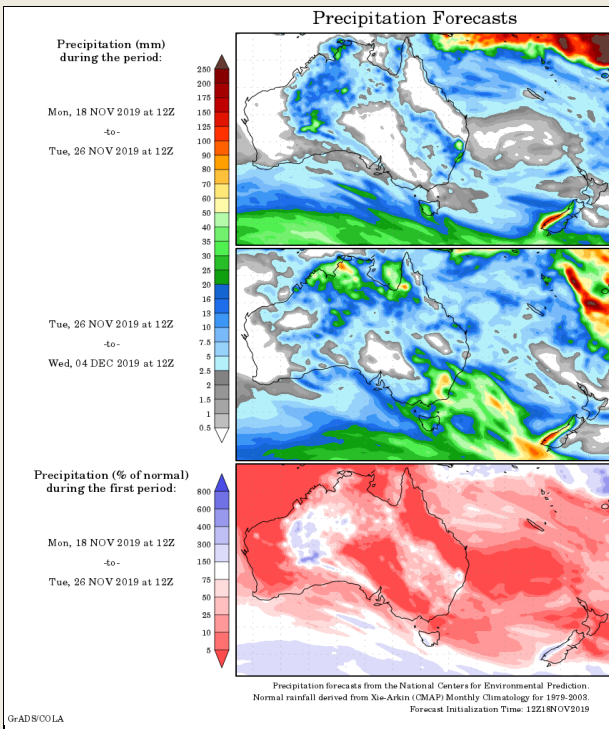 Precipitation Forecasts
Precipitation (mm)
during the period:
Mon, 18 NOV 2019 at 12Z
-to-
Tue, 26 NOV 2019 at 12Z
250
200
175
150
125
100
90
80
70
60
50
40
35
30
25
20
16
13
10
7.5
5
2.5
2
1.5
1
0.5
Tue, 26 NOV 2019 at 12Z
-to-
Wed, 04 DEC 2019 at 12Z
Precipitation (% of normal)
during the first period:
Mon, 18 NOV 2019 at 12Z
-to-
Tue, 26 NOV 2019 at 12Z
800
600
400
300
150
75
50
25
10
5
Precipitation forecasts from the National Centers for Environmental Prediction.
Normal rainfall derived from Xie-Arkin (CMAP) Monthly Climatology for 1979-2003.
Forecast Initialization Time: 12Z18NOV2019
GrADS/COLA